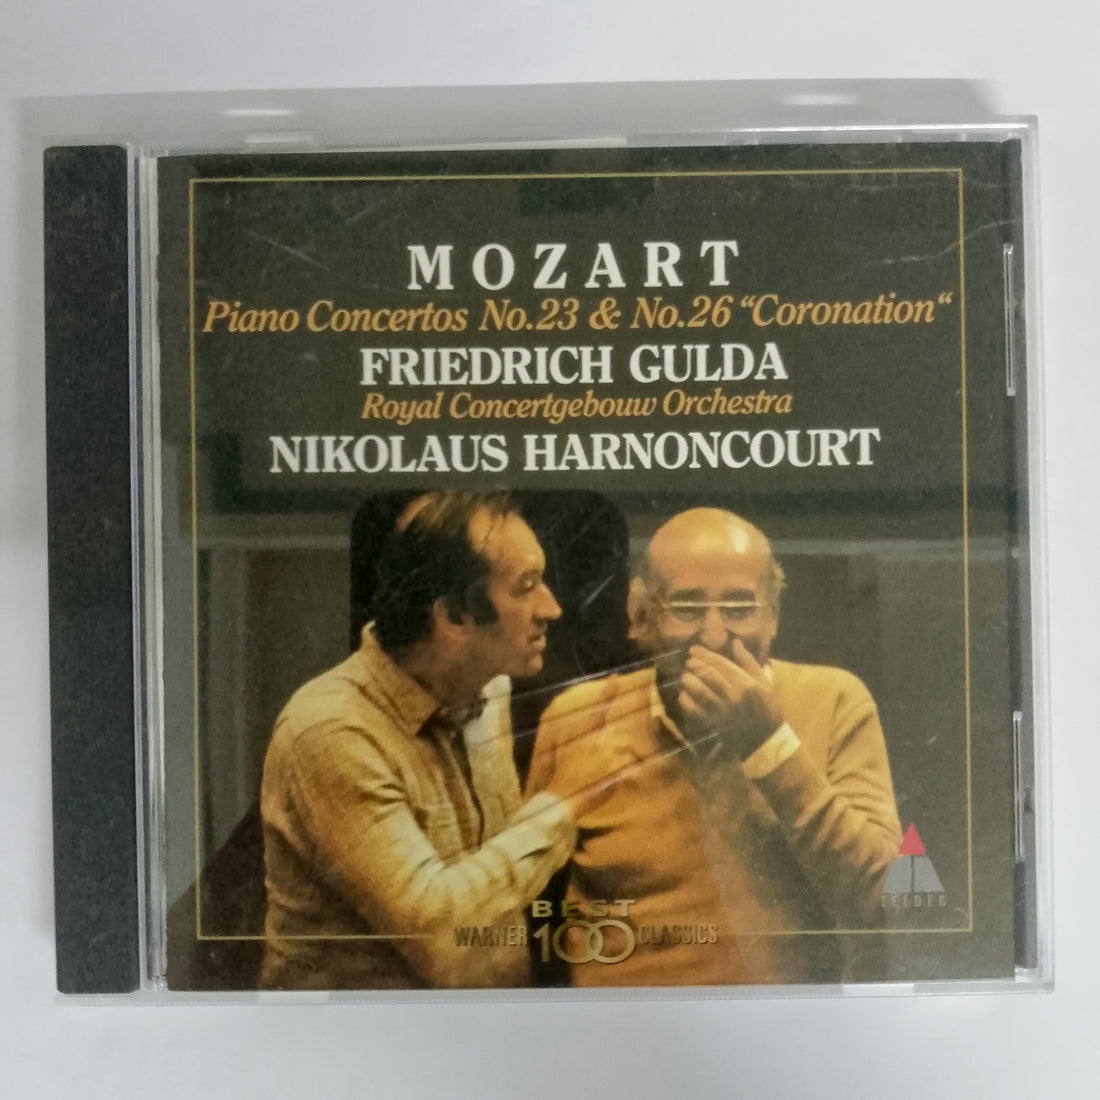 MOZART
Piano Concertos No.23 & No.26 “Coronation“
FRIEDRICH GULDA
Royal Concertgebouw Orchestra
NIKOLAUS HARNONCOURT
TELDEC
BEST
WARNER 100 CLASSICS